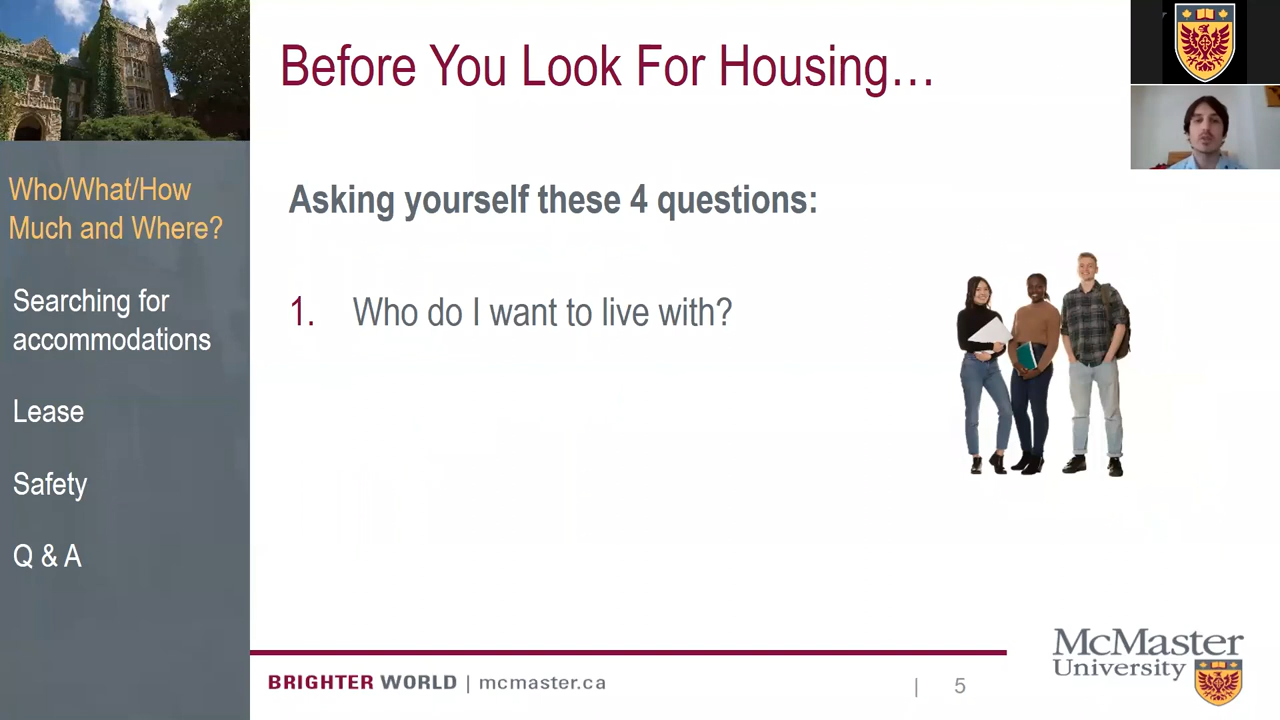 Before You Look For Housing…
Who/What/How
Much and Where?
Searching for
accommodations
Lease
Safety
Q & A
Asking yourself these 4 questions:
1. Who do I want to live with?
BRIGHTER WORLD | mcmaster.ca
| 5
McMaster
University